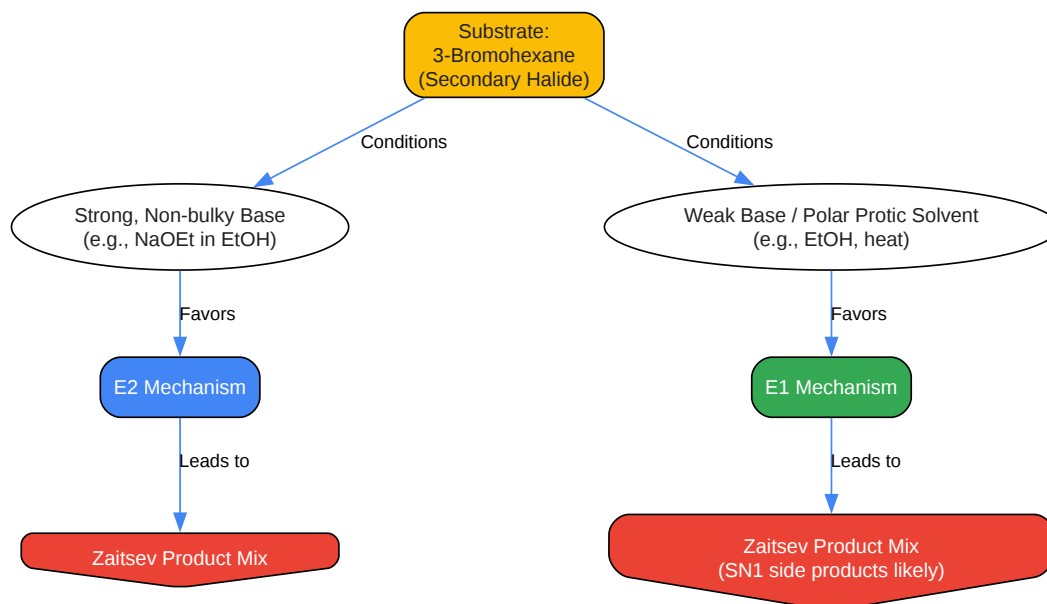 Substrate:
3-Bromohexane
(Secondary Halide)
Conditions
Conditions
Strong, Non-bulky Base
(e.g., NaOEt in EtOH)
Weak Base / Polar Protic Solvent
(e.g., EtOH, heat)
Favors
Favors
E2 Mechanism
E1 Mechanism
Leads to
Leads to
Zaitsev Product Mix
Zaitsev Product Mix
(SN1 side products likely)